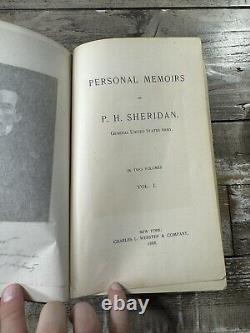 PERSONAL MEMOIRS
OF
P. H. SHERIDAN.
GENERAL UNITED STATES ARMY.
IN TWO VOLUMES
VOL. I.
NEW YORK:
CHARLES L. WEBSTER & COMPANY.
1888.